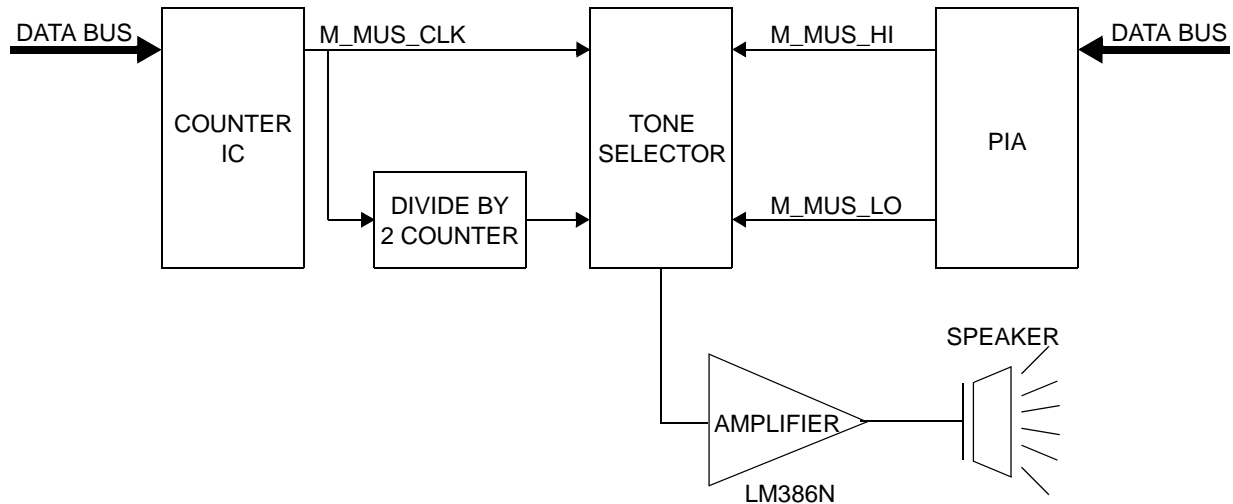 DATA BUS
M_MUS_CLK
M_MUS_HI
DATA BUS
COUNTER
IC
TONE
SELECTOR
PIA
DIVIDE BY
2 COUNTER
M_MUS_LO
SPEAKER
AMPLIFIER
LM386N